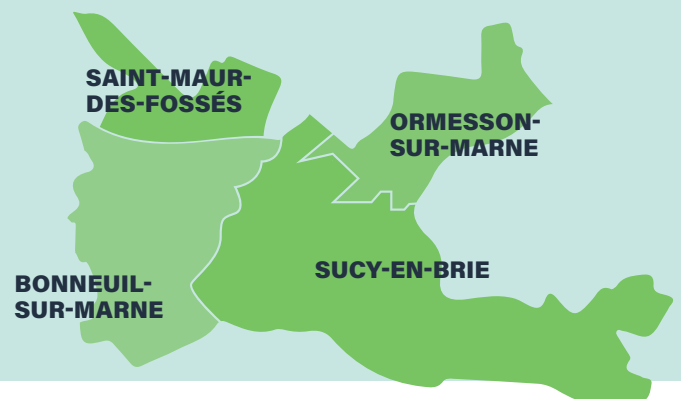 SAINT-MAUR-
DES-FOSSÉS
ORMESSON-
SUR-MARNE
BONNEUIL-
SUR-MARNE
SUCY-EN-BRIE